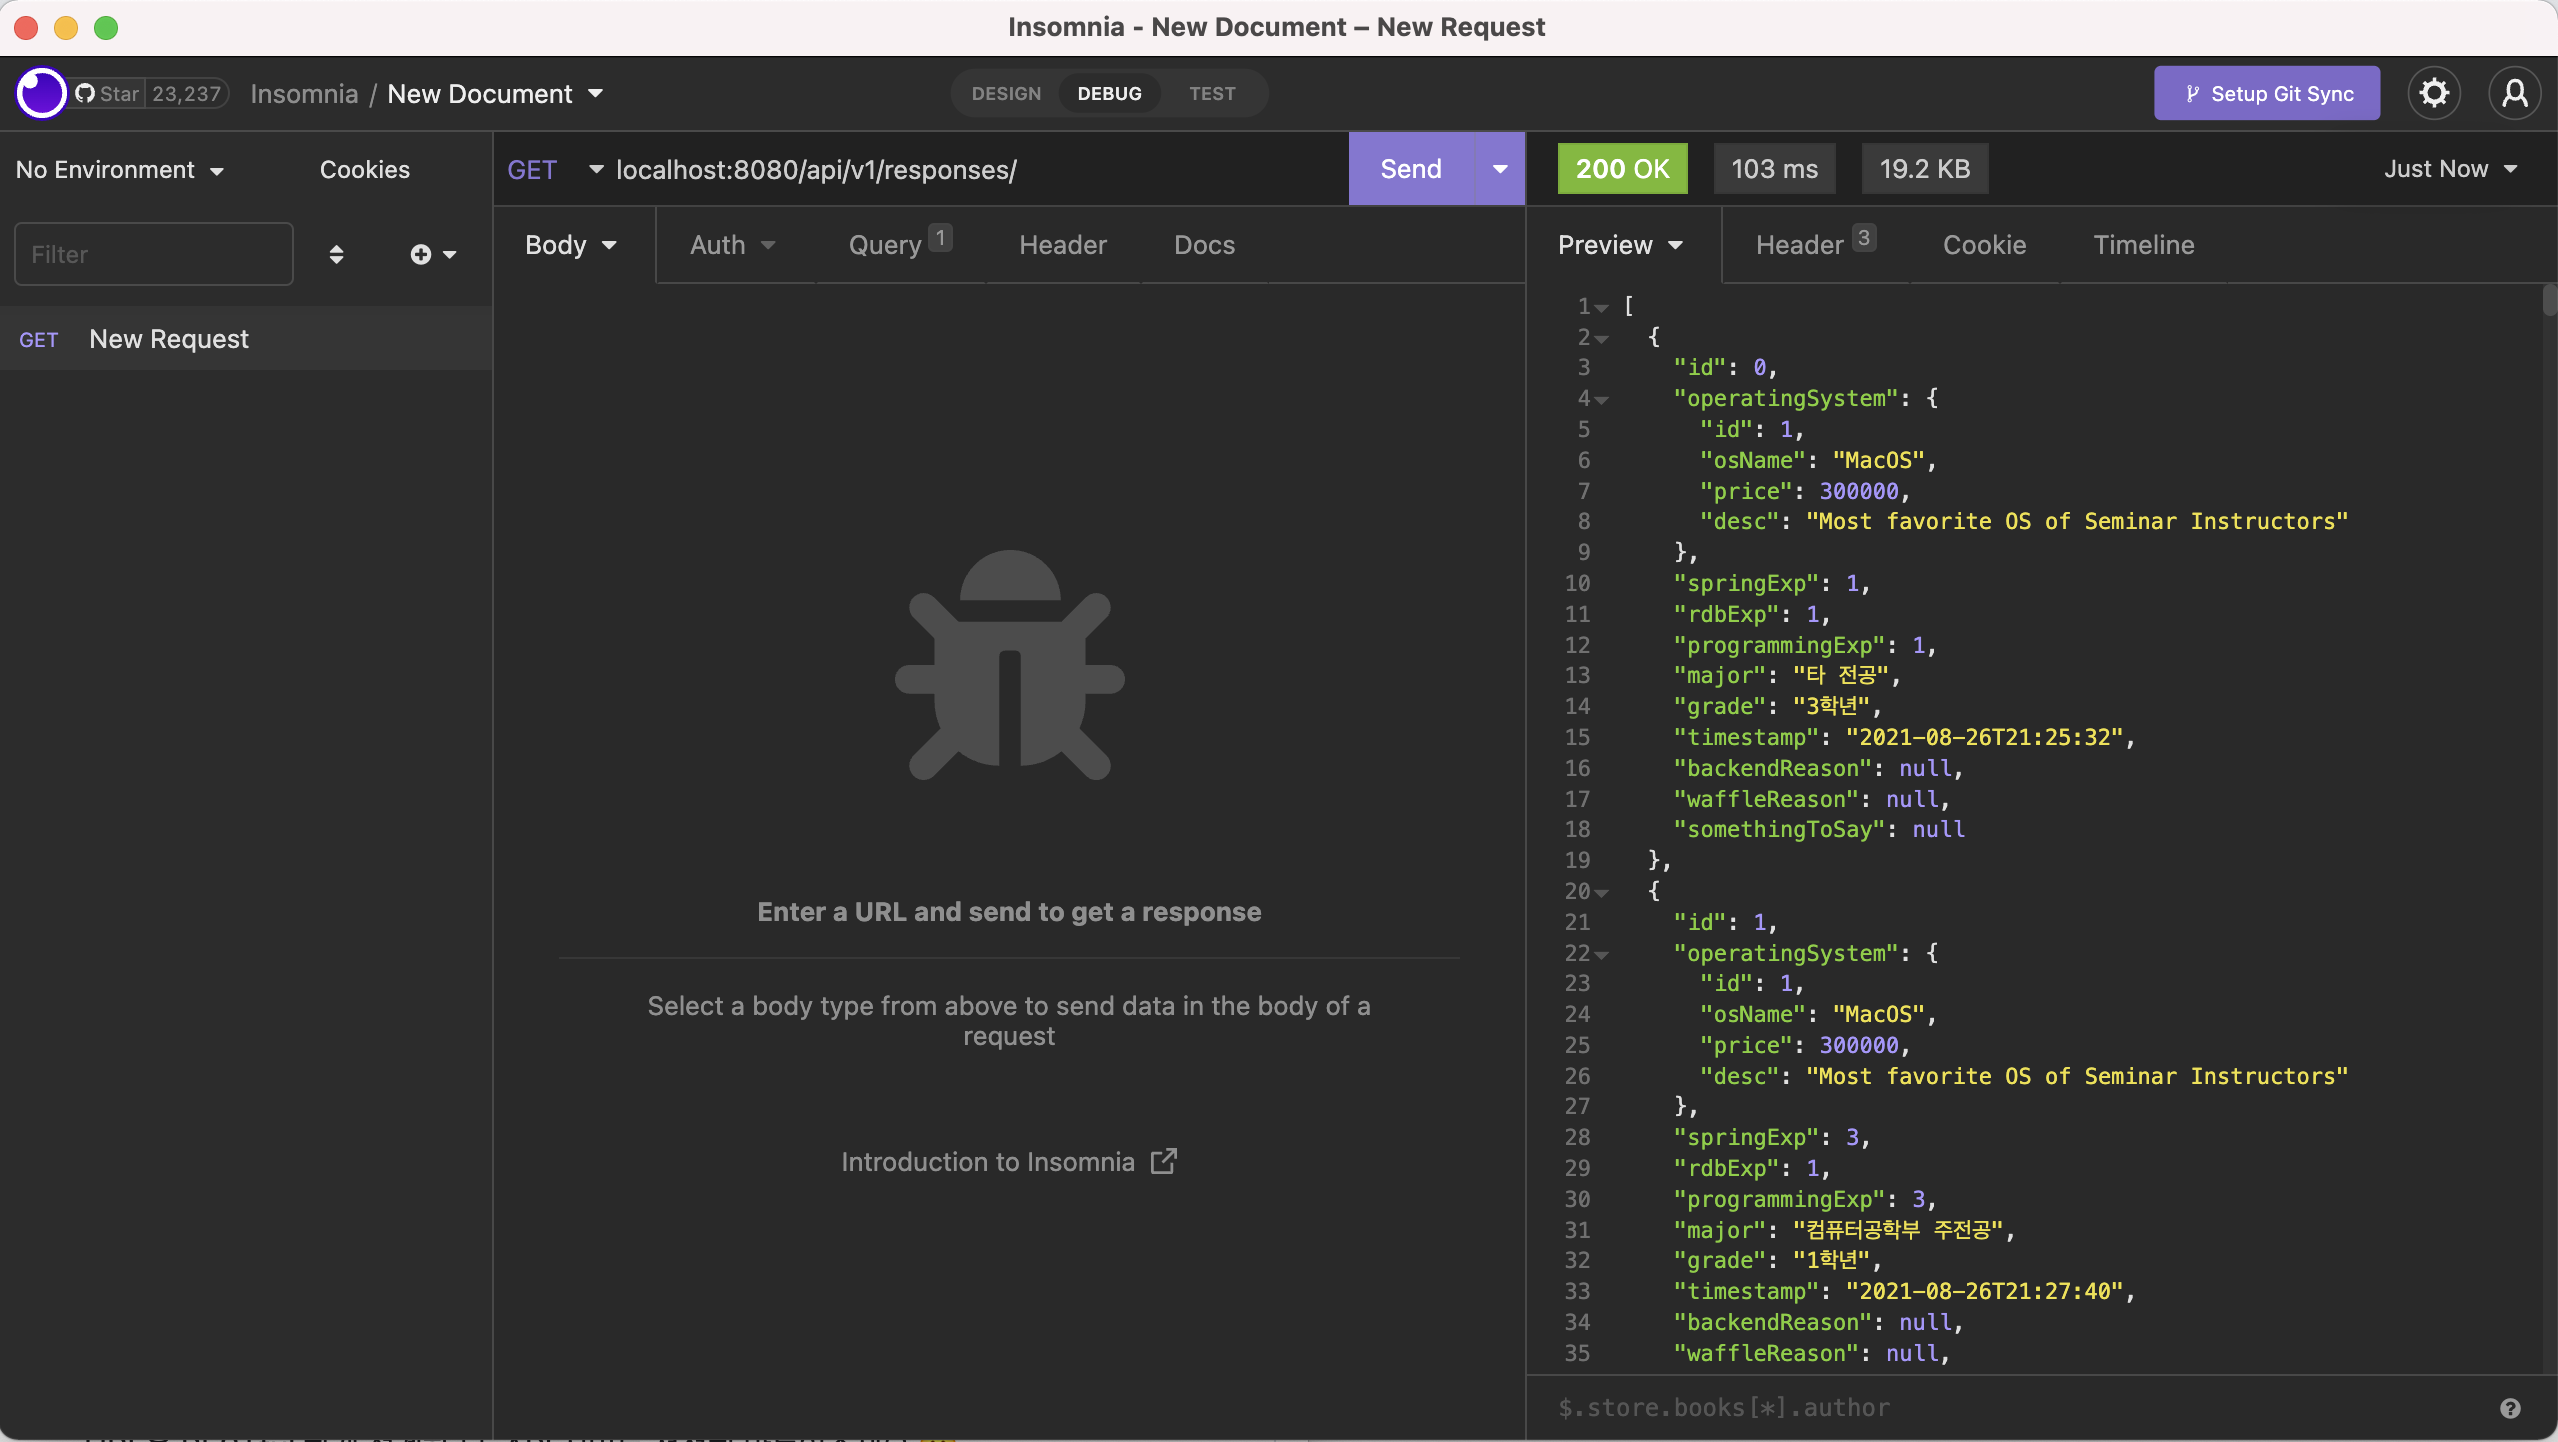 Insomnia - New Document – New Request
Star 23,237 Insomnia / New Document DESIGN DEBUG TEST Setup Git Sync
No Environment Cookies
Filter
GET New Request
GET localhost:8080/api/v1/responses/ Send
Body Auth Query 1 Header Docs
Enter a URL and send to get a response
Select a body type from above to send data in the body of a
request
Introduction to Insomnia
200 OK 103 ms 19.2 KB Just Now
Preview Header 3 Cookie Timeline
1 [
2 {
3 "id": 0,
4 "operatingSystem": {
5 "id": 1,
6 "osName": "MacOS",
7 "price": 300000,
8 "desc": "Most favorite OS of Seminar Instructors"
9 },
10 "springExp": 1,
11 "rdbExp": 1,
12 "programmingExp": 1,
13 "major": "타 전공",
14 "grade": "3학년",
15 "timestamp": "2021-08-26T21:25:32",
16 "backendReason": null,
17 "waffleReason": null,
18 "somethingToSay": null
19 },
20 {
21 "id": 1,
22 "operatingSystem": {
23 "id": 1,
24 "osName": "MacOS",
25 "price": 300000,
26 "desc": "Most favorite OS of Seminar Instructors"
27 },
28 "springExp": 3,
29 "rdbExp": 1,
30 "programmingExp": 3,
31 "major": "컴퓨터공학부 주전공",
32 "grade": "1학년",
33 "timestamp": "2021-08-26T21:27:40",
34 "backendReason": null,
35 "waffleReason": null,
$.store.books[*].author